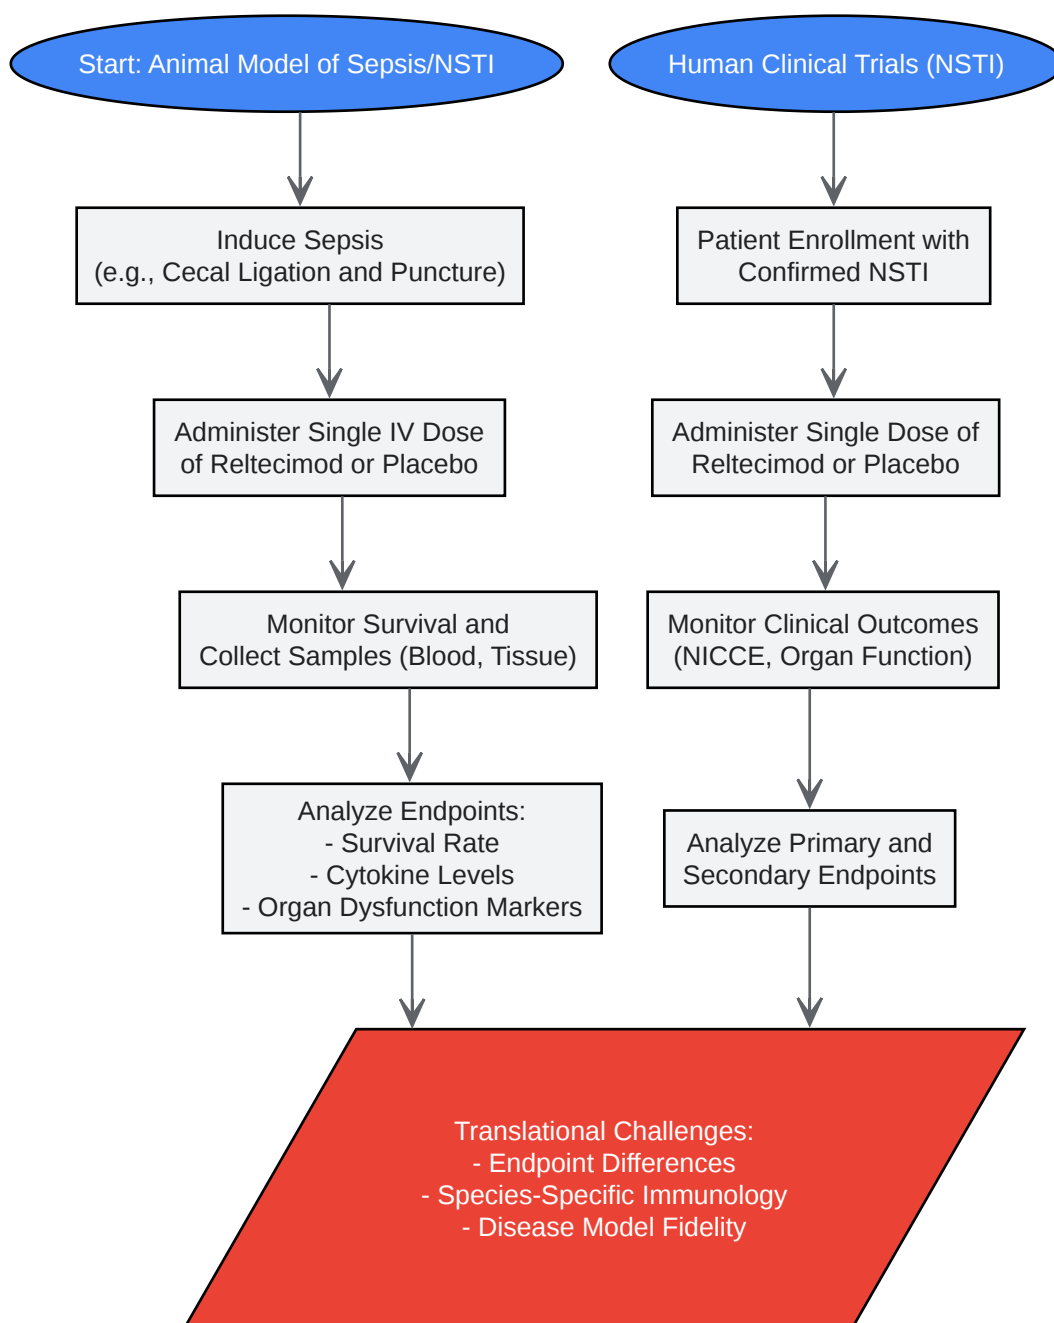 Start: Animal Model of Sepsis/NSTI
Human Clinical Trials (NSTI)
Induce Sepsis
(e.g., Cecal Ligation and Puncture)
Patient Enrollment with
Confirmed NSTI
Administer Single IV Dose
of Reltecimod or Placebo
Administer Single Dose of
Reltecimod or Placebo
Monitor Survival and
Collect Samples (Blood, Tissue)
Monitor Clinical Outcomes
(NICCE, Organ Function)
Analyze Endpoints:
- Survival Rate
- Cytokine Levels
- Organ Dysfunction Markers
Analyze Primary and
Secondary Endpoints
Translational Challenges:
- Endpoint Differences
- Species-Specific Immunology
- Disease Model Fidelity